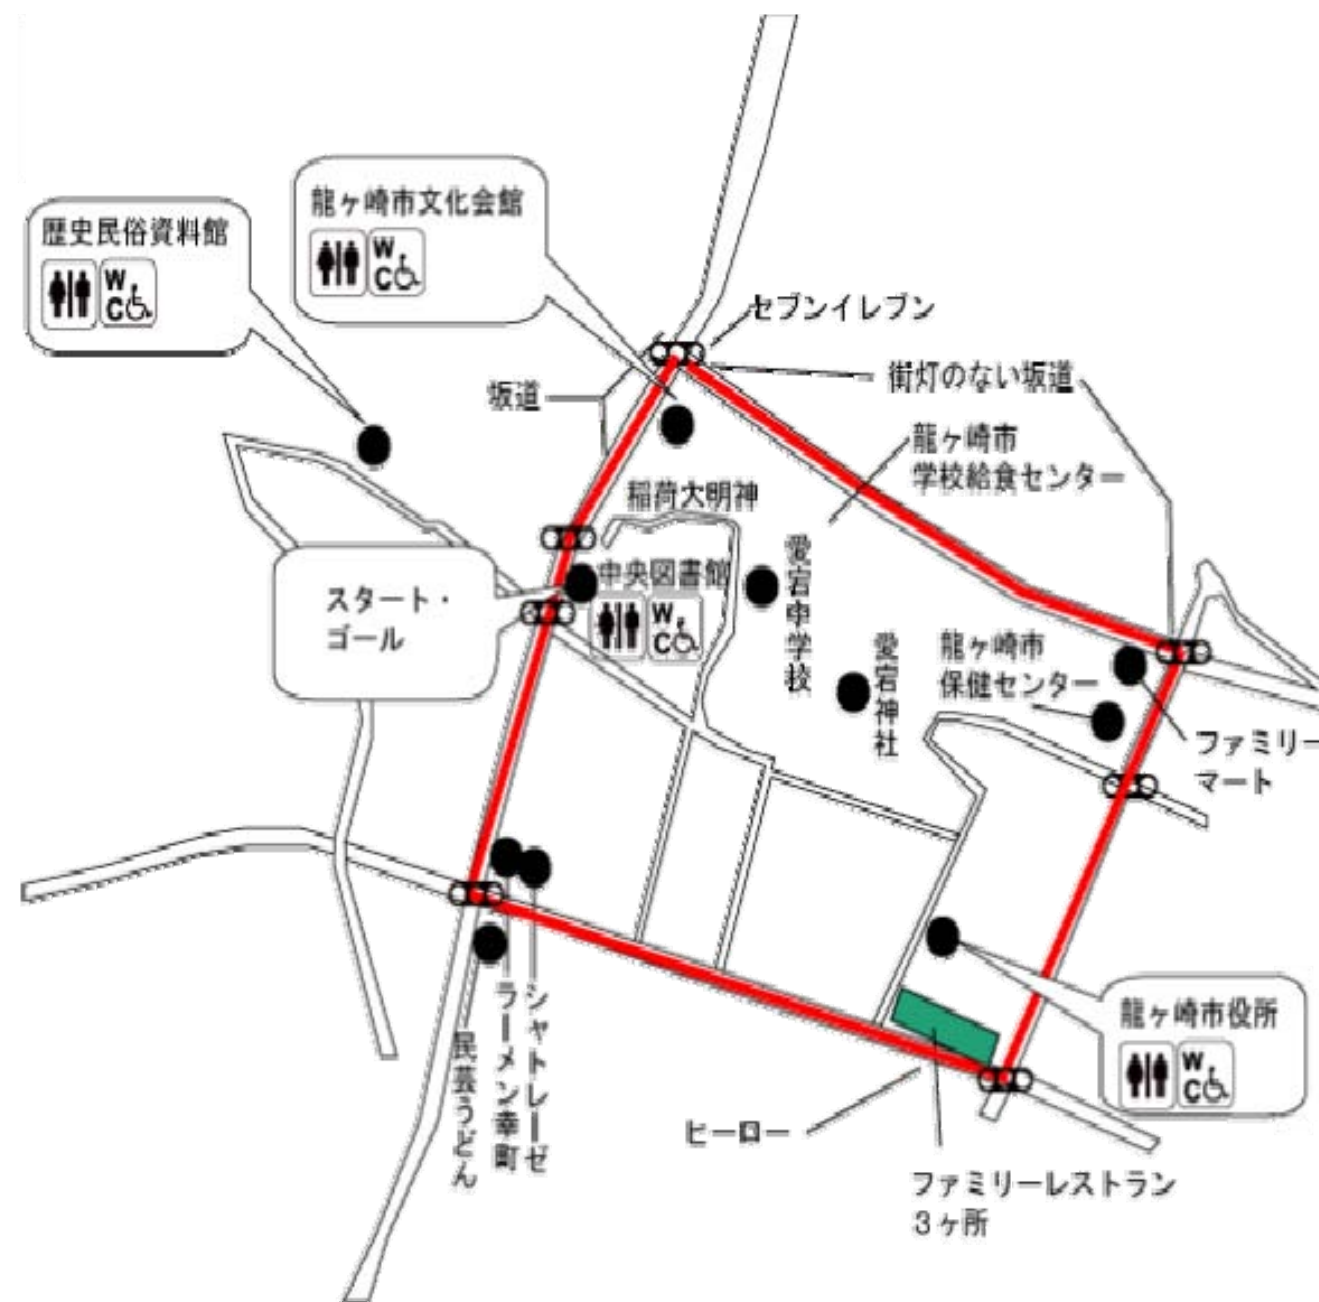 龍ヶ崎市文化会館
WC
歴史民俗資料館
WC
セブンイレブン
坂道
街灯のない坂道
龍ヶ崎市
学校給食センター
稲荷大明神
中央図書館
WC
愛宕中学校
スタート・
ゴール
愛宕神社
龍ヶ崎市
保健センター
ファミリー
マート
シャトレーゼ
ラーメン幸町
民芸うどん
龍ヶ崎市役所
WC
ヒーロー
ファミリーレストラン
3ヶ所